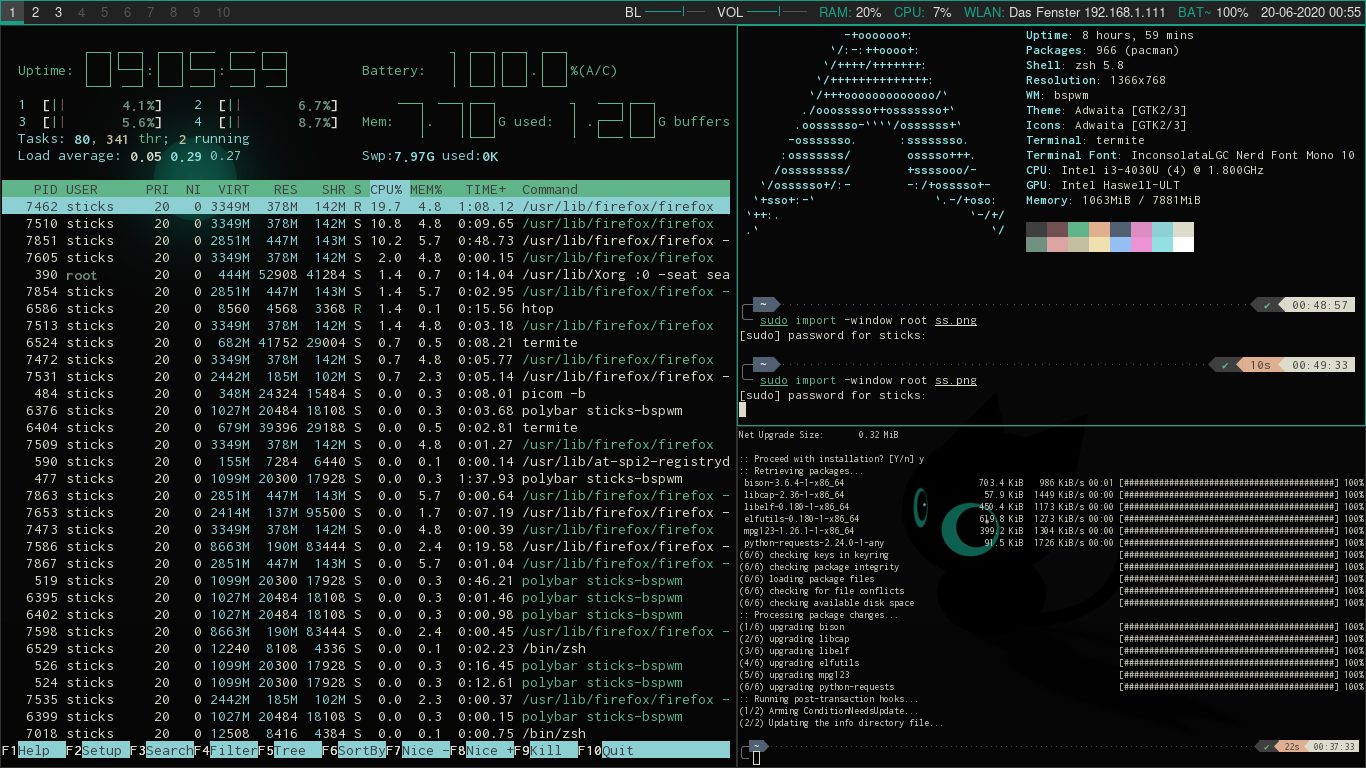 1 2 3 4 5 6 7 8 9 10 BL VOL RAM: 20% CPU: 7% WLAN: Das Fenster 192.168.1.111 BAT~ 100% 20-06-2020 00:55
Uptime: 09:05:59 Battery: 100.0%(A/C)
1 [|| 4.1%] 2 [|| 6.7%]
3 [|| 5.6%] 4 [|| 8.7%] Mem: 7.70G used: 1.20G buffers
Tasks: 80, 341 thr; 2 running
Load average: 0.05 0.29 0.27 Swp:7.97G used:0K
PID USER PRI NI VIRT RES SHR S CPU% MEM% TIME+ Command
7462 sticks 20 0 3349M 378M 142M R 19.7 4.8 1:08.12 /usr/lib/firefox/firefox
7510 sticks 20 0 3349M 378M 142M S 10.8 4.8 0:09.65 /usr/lib/firefox/firefox
7851 sticks 20 0 2851M 447M 143M S 10.2 5.7 0:48.73 /usr/lib/firefox/firefox -
7605 sticks 20 0 3349M 378M 142M S 2.0 4.8 0:00.15 /usr/lib/firefox/firefox
390 root 20 0 444M 52908 41284 S 1.4 0.7 0:14.04 /usr/lib/Xorg :0 -seat sea
7854 sticks 20 0 2851M 447M 143M S 1.4 5.7 0:02.95 /usr/lib/firefox/firefox -
6586 sticks 20 0 8560 4568 3368 R 1.4 0.1 0:15.56 htop
7513 sticks 20 0 3349M 378M 142M S 1.4 4.8 0:03.18 /usr/lib/firefox/firefox
6524 sticks 20 0 682M 41752 29004 S 0.7 0.5 0:08.21 termite
7472 sticks 20 0 3349M 378M 142M S 0.7 4.8 0:05.77 /usr/lib/firefox/firefox
7531 sticks 20 0 2442M 185M 102M S 0.7 2.3 0:05.14 /usr/lib/firefox/firefox -
484 sticks 20 0 348M 24324 15484 S 0.0 0.3 0:08.01 picom -b
6376 sticks 20 0 1027M 20484 18108 S 0.0 0.3 0:03.68 polybar sticks-bspwm
6404 sticks 20 0 679M 39396 29188 S 0.0 0.5 0:02.81 termite
7509 sticks 20 0 3349M 378M 142M S 0.0 4.8 0:01.27 /usr/lib/firefox/firefox
590 sticks 20 0 155M 7284 6440 S 0.0 0.1 0:00.14 /usr/lib/at-spi2-registryd
477 sticks 20 0 1099M 20300 17928 S 0.0 0.3 1:37.93 polybar sticks-bspwm
7863 sticks 20 0 2851M 447M 143M S 0.0 5.7 0:00.64 /usr/lib/firefox/firefox -
7653 sticks 20 0 2414M 137M 95500 S 0.0 1.7 0:07.19 /usr/lib/firefox/firefox -
7473 sticks 20 0 3349M 378M 142M S 0.0 4.8 0:00.39 /usr/lib/firefox/firefox
7586 sticks 20 0 8663M 190M 83444 S 0.0 2.4 0:19.58 /usr/lib/firefox/firefox -
7867 sticks 20 0 2851M 447M 143M S 0.0 5.7 0:01.04 /usr/lib/firefox/firefox -
519 sticks 20 0 1099M 20300 17928 S 0.0 0.3 0:46.21 polybar sticks-bspwm
6395 sticks 20 0 1027M 20484 18108 S 0.0 0.3 0:01.46 polybar sticks-bspwm
6402 sticks 20 0 1027M 20484 18108 S 0.0 0.3 0:00.98 polybar sticks-bspwm
7598 sticks 20 0 8663M 190M 83444 S 0.0 2.4 0:00.45 /usr/lib/firefox/firefox -
6529 sticks 20 0 12240 8108 4336 S 0.0 0.1 0:02.23 /bin/zsh
526 sticks 20 0 1099M 20300 17928 S 0.0 0.3 0:16.45 polybar sticks-bspwm
524 sticks 20 0 1099M 20300 17928 S 0.0 0.3 0:12.61 polybar sticks-bspwm
7535 sticks 20 0 2442M 185M 102M S 0.0 2.3 0:00.37 /usr/lib/firefox/firefox -
6399 sticks 20 0 1027M 20484 18108 S 0.0 0.3 0:00.15 polybar sticks-bspwm
7018 sticks 20 0 12508 8416 4384 S 0.0 0.1 0:00.75 /bin/zsh
F1Help F2Setup F3SearchF4FilterF5Tree F6SortByF7Nice -F8Nice +F9Kill F10Quit
Uptime: 8 hours, 59 mins
Packages: 966 (pacman)
Shell: zsh 5.8
Resolution: 1366x768
WM: bspwm
Theme: Adwaita [GTK2/3]
Icons: Adwaita [GTK2/3]
Terminal: termite
Terminal Font: InconsolataLGC Nerd Font Mono 10
CPU: Intel i3-4030U (4) @ 1.800GHz
GPU: Intel Haswell-ULT
Memory: 1063MiB / 7881MiB
~ ✔ 00:48:57
sudo import -window root ss.png
[sudo] password for sticks:
~ ✔ 10s 00:49:33
sudo import -window root ss.png
[sudo] password for sticks:
Net Upgrade Size: 0.32 MiB
:: Proceed with installation? [Y/n] y
:: Retrieving packages...
bison-3.6.4-1-x86_64 703.4 KiB 986 KiB/s 00:01 100%
libcap-2.36-1-x86_64 57.9 KiB 1449 KiB/s 00:00 100%
libelf-0.180-1-x86_64 450.4 KiB 1173 KiB/s 00:00 100%
elfutils-0.180-1-x86_64 KiB 1273 KiB/s 00:00 100%
mpg123-1.26.1-1-x86_64 KiB 1304 KiB/s 00:00 100%
python-requests-2.24.0-1-any KiB 1726 KiB/s 00:00 100%
(6/6) checking keys in keyring 100%
(6/6) checking package integrity 100%
(6/6) loading package files 100%
(6/6) checking for file conflicts 100%
(6/6) checking available disk space 100%
:: Processing package changes...
(1/6) upgrading bison 100%
(2/6) upgrading libcap 100%
(3/6) upgrading libelf 100%
(4/6) upgrading elfutils 100%
(5/6) upgrading mpg123 100%
(6/6) upgrading python-requests 100%
:: Running post-transaction hooks...
(1/2) Arming ConditionNeedsUpdate...
(2/2) Updating the info directory file...
~ ✔ 22s 00:37:33